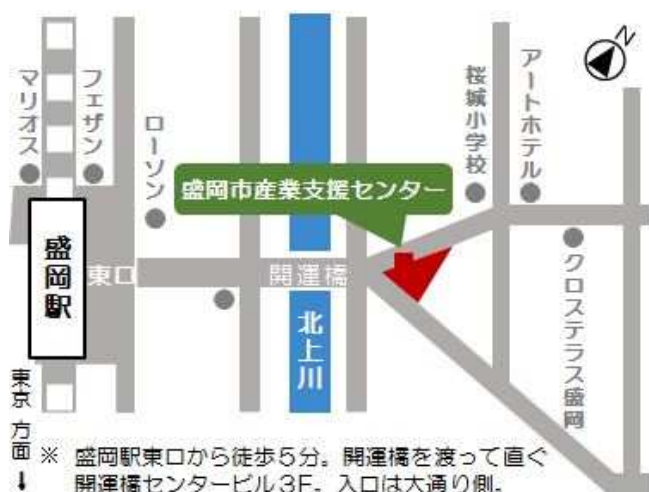 N
マリオス
フェザン
ローソン
桜城小学校
アートホテル
盛岡市産業支援センター
盛岡駅
東口
開運橋
北上川
クロステラス盛岡
東京方面
↓
※ 盛岡駅東口から徒歩5分。開運橋を渡って直ぐ
開運橋センタービル3F。入口は大通り側。